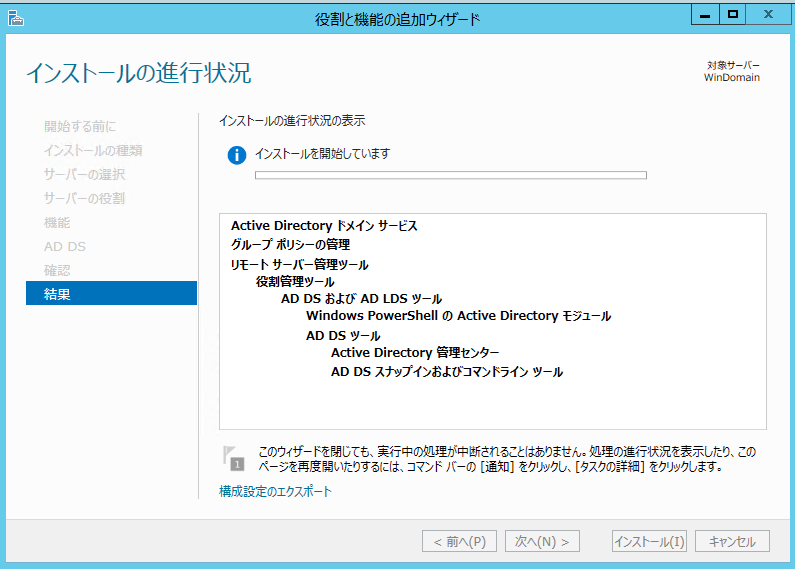 役割と機能の追加ウィザード
インストールの進行状況
対象サーバー
WinDomain
開始する前に
インストールの種類
サーバーの選択
サーバーの役割
機能
AD DS
確認
結果
インストールの進行状況の表示
インストールを開始しています
Active Directory ドメイン サービス
グループ ポリシーの管理
リモート サーバー管理ツール
役割管理ツール
AD DS および AD LDS ツール
Windows PowerShell の Active Directory モジュール
AD DS ツール
Active Directory 管理センター
AD DS スナップインおよびコマンドライン ツール
1
このウィザードを閉じても、実行中の処理が中断されることはありません。処理の進行状況を表示したり、この
ページを再度開いたりするには、コマンド バーの [通知] をクリックし、[タスクの詳細] をクリックします。
構成設定のエクスポート
< 前へ(P)
次へ(N) >
インストール(I)
キャンセル